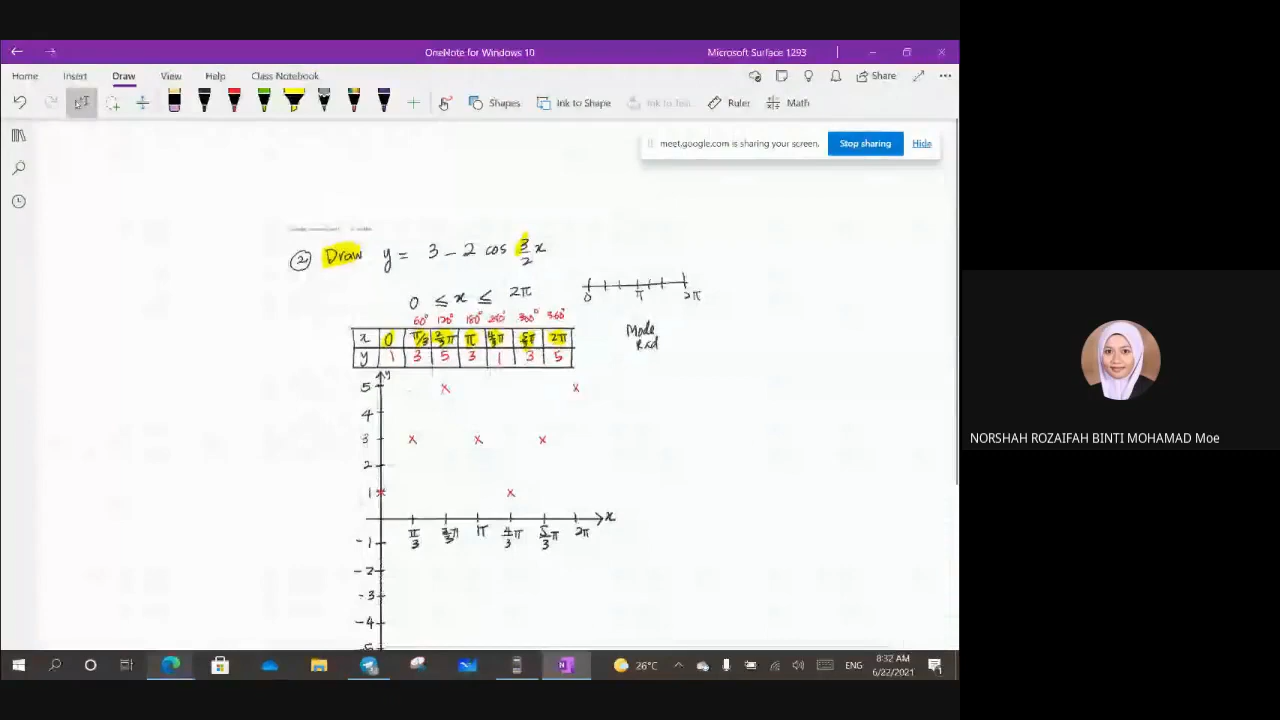 OneNote for Windows 10
Microsoft Surface 1293
Home Insert Draw View Help Class Notebook
Share
Shapes Ink to Shape Ink to Text Ruler Math
meet.google.com is sharing your screen. Stop sharing Hide
② Draw y = 3 - 2 cos 3/2 x
0 ≤ x ≤ 2π
0 π 2π
60° 120° 180° 240° 300° 360°
Mode
Rad
x 0 π/3 2/3π π 4/3π 5/3π 2π
y 1 3 5 3 1 3 5
y
5
4
3
2
1
x
π/3 2/3π π 4/3π 5/3π 2π
-1
-2
-3
-4
-5
NORSHAH ROZAIFAH BINTI MOHAMAD Moe
26°C
ENG
8:32 AM
6/22/2021